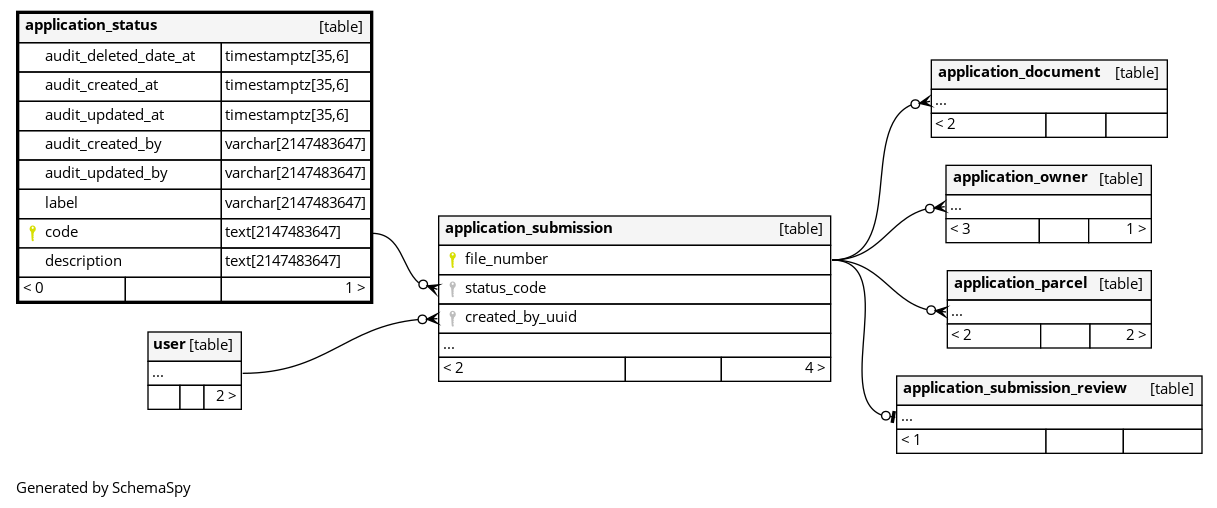 application_status [table]
audit_deleted_date_at timestamptz[35,6]
audit_created_at timestamptz[35,6]
audit_updated_at timestamptz[35,6]
audit_created_by varchar[2147483647]
audit_updated_by varchar[2147483647]
label varchar[2147483647]
code text[2147483647]
description text[2147483647]
< 0 1 >
user [table]
...
2 >
application_submission [table]
file_number
status_code
created_by_uuid
...
< 2 4 >
application_document [table]
...
< 2
application_owner [table]
...
< 3 1 >
application_parcel [table]
...
< 2 2 >
application_submission_review [table]
...
< 1
Generated by SchemaSpy